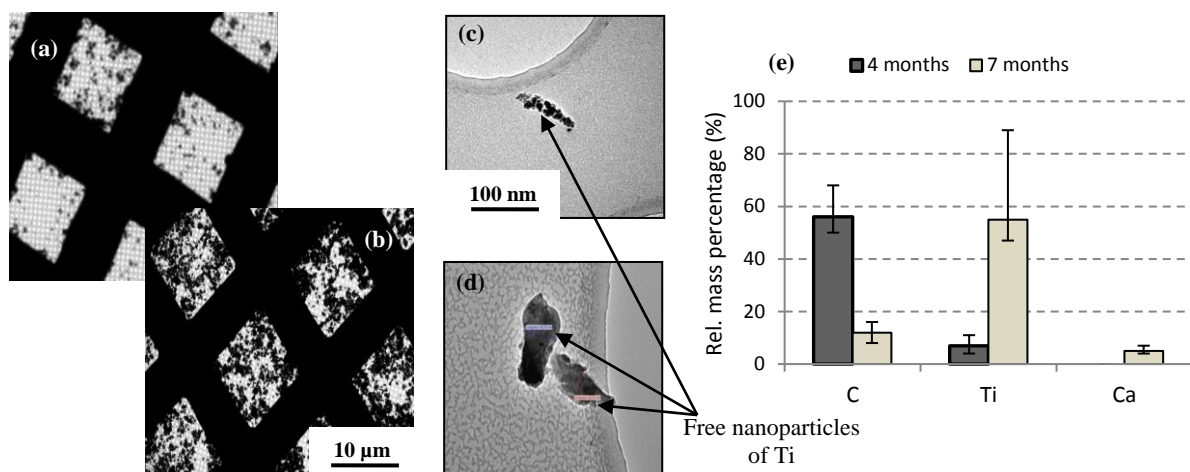 (a)
(b)
10 µm
(c)
100 nm
(d)
Free nanoparticles
of Ti
(e)
4 months
7 months
Rel. mass percentage (%)
100
80
60
40
20
0
C
Ti
Ca